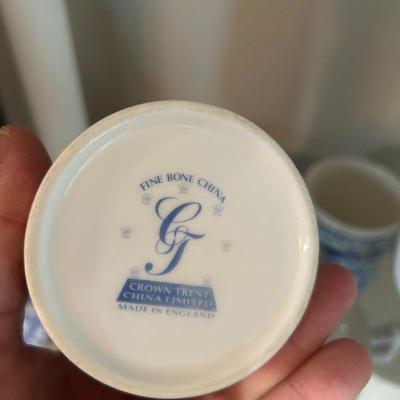 FINE BONE CHINA
CT
CROWN TRENT
CHINA LIMITED
MADE IN ENGLAND